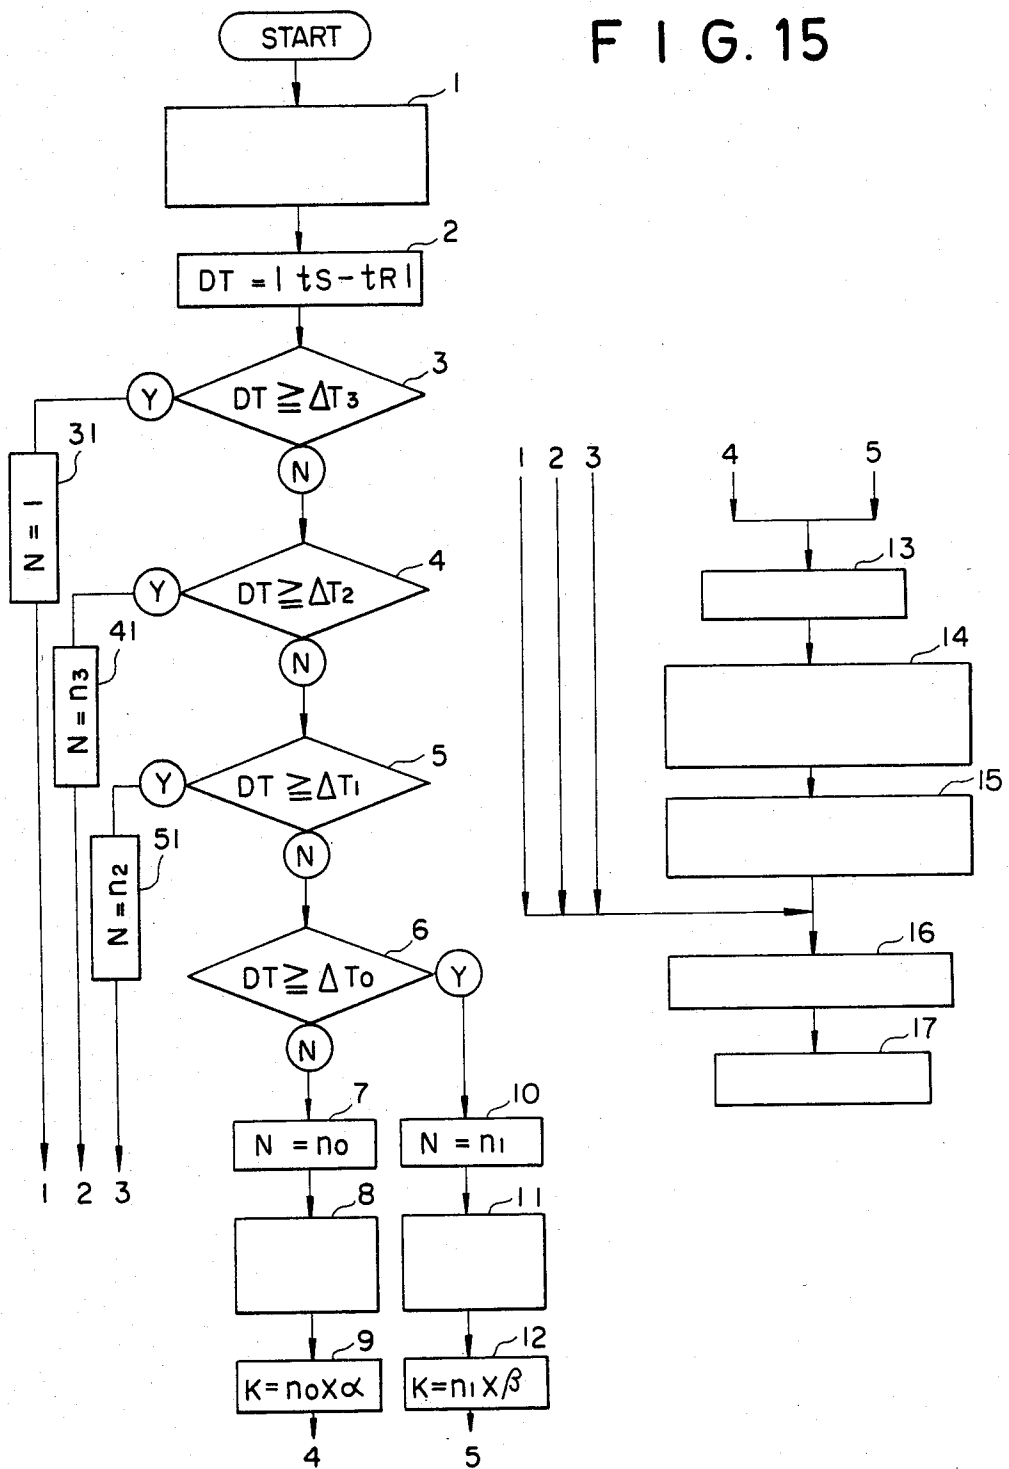 F I G. 15
START
1
2
DT = | tS - tR |
3
Y
DT ≧ ΔT3
N
31
N = 1
4
Y
DT ≧ ΔT2
N
41
N = n3
5
Y
DT ≧ ΔT1
N
51
N = n2
6
DT ≧ ΔT0
Y
N
7
N = n0
10
N = n1
1 2 3
8
11
9
K = n0 X α
12
K = n1 X β
4
5
1 2 3
4 5
13
14
15
16
17